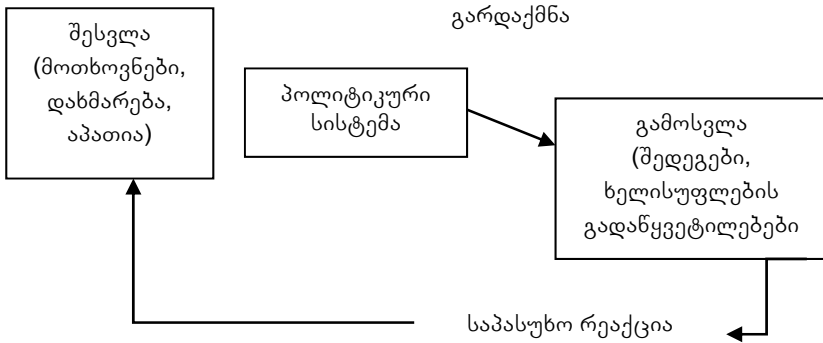 გარდაქმნა
შესვლა
(მოთხოვნები,
დახმარება,
აპათია)
პოლიტიკური
სისტემა
გამოსვლა
(შედეგები,
ხელისუფლების
გადაწყვეტილებები
საპასუხო რეაქცია